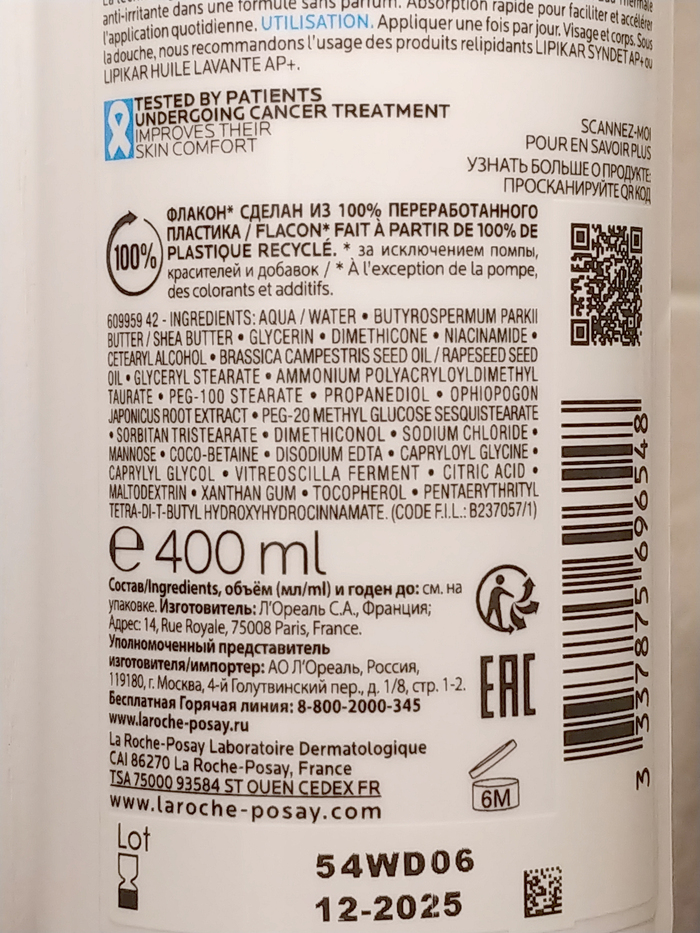 anti-irritante dans une formule sans parfum. Absorption rapide pour faciliter et accélérer
l'application quotidienne. UTILISATION. Appliquer une fois par jour. Visage et corps. Sous
la douche, nous recommandons l'usage des produits relipidants LIPIKAR SYNDET AP+ ou
LIPIKAR HUILE LAVANTE AP+.
TESTED BY PATIENTS
UNDERGOING CANCER TREATMENT
IMPROVES THEIR
SKIN COMFORT
SCANNEZ-MOI
POUR EN SAVOIR PLUS
УЗНАТЬ БОЛЬШЕ О ПРОДУКТЕ:
ПРОСКАНИРУЙТЕ QR КОД
100%
ФЛАКОН* СДЕЛАН ИЗ 100% ПЕРЕРАБОТАННОГО
ПЛАСТИКА / FLACON* FAIT À PARTIR DE 100% DE
PLASTIQUE RECYCLÉ. * за исключением помпы,
красителей и добавок / * À l'exception de la pompe,
des colorants et additifs.
609959 42 - INGREDIENTS: AQUA / WATER • BUTYROSPERMUM PARKII
BUTTER / SHEA BUTTER • GLYCERIN • DIMETHICONE • NIACINAMIDE •
CETEARYL ALCOHOL • BRASSICA CAMPESTRIS SEED OIL / RAPESEED SEED
OIL • GLYCERYL STEARATE • AMMONIUM POLYACRYLOYLDIMETHYL
TAURATE • PEG-100 STEARATE • PROPANEDIOL • OPHIOPOGON
JAPONICUS ROOT EXTRACT • PEG-20 METHYL GLUCOSE SESQUISTEARATE
• SORBITAN TRISTEARATE • DIMETHICONOL • SODIUM CHLORIDE •
MANNOSE • COCO-BETAINE • DISODIUM EDTA • CAPRYLOYL GLYCINE •
CAPRYLYL GLYCOL • VITREOSCILLA FERMENT • CITRIC ACID •
MALTODEXTRIN • XANTHAN GUM • TOCOPHEROL • PENTAERYTHRITYL
TETRA-DI-T-BUTYL HYDROXYHYDROCINNAMATE. (CODE F.I.L.: B237057/1)
℮ 400 ml
Состав/Ingredients, объём (мл/ml) и годен до: см. на
упаковке. Изготовитель: Л'Ореаль С.А., Франция;
Адрес: 14, Rue Royale, 75008 Paris, France.
Уполномоченный представитель
изготовителя/импортер: АО Л'Ореаль, Россия,
119180, г. Москва, 4-й Голутвинский пер., д. 1/8, стр. 1-2.
Бесплатная Горячая линия: 8-800-2000-345
www.laroche-posay.ru
La Roche-Posay Laboratoire Dermatologique
CAI 86270 La Roche-Posay, France
TSA 75000 93584 ST OUEN CEDEX FR
www.laroche-posay.com
EAC
6M
3 337875 696548
Lot
54WD06
12-2025